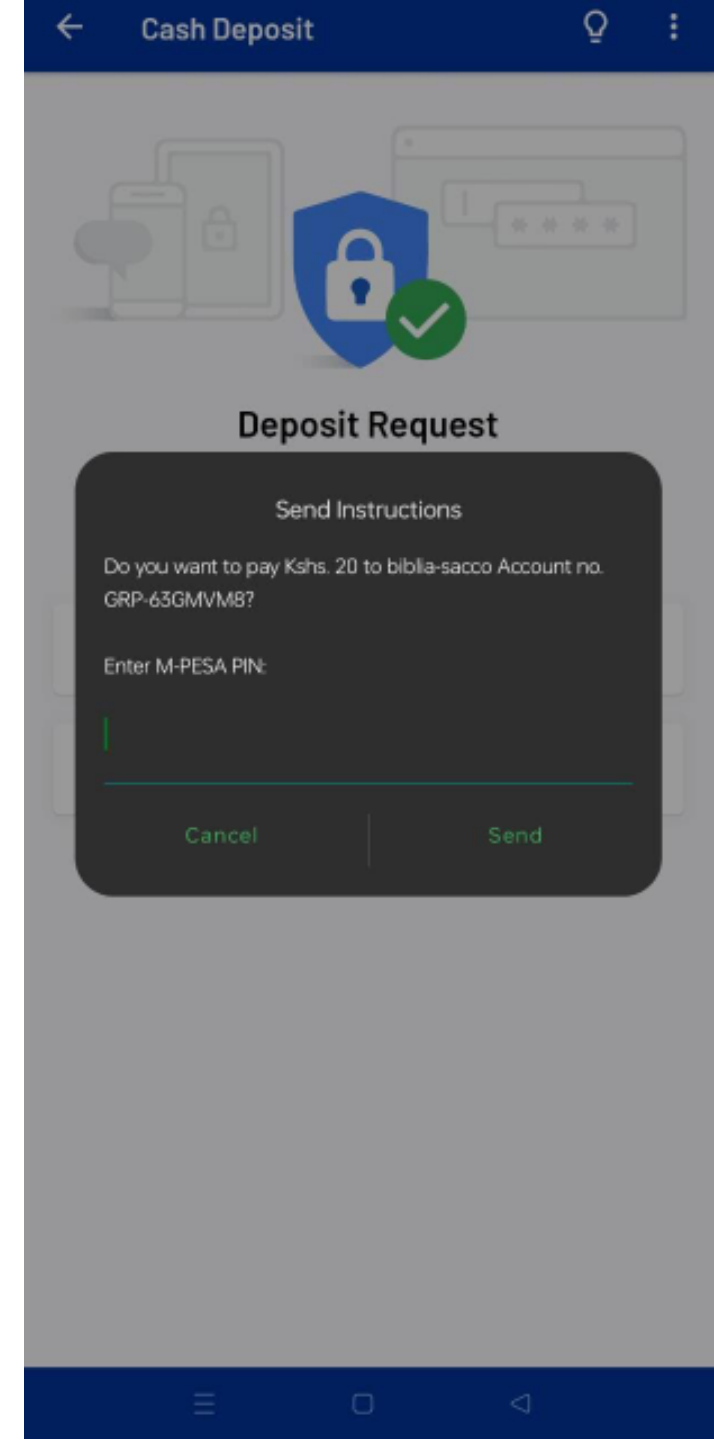 Cash Deposit
* * * *
Deposit Request
Send Instructions
Do you want to pay Kshs. 20 to biblia-sacco Account no.
GRP-63GMVM8?
Enter M-PESA PIN:
Cancel
Send